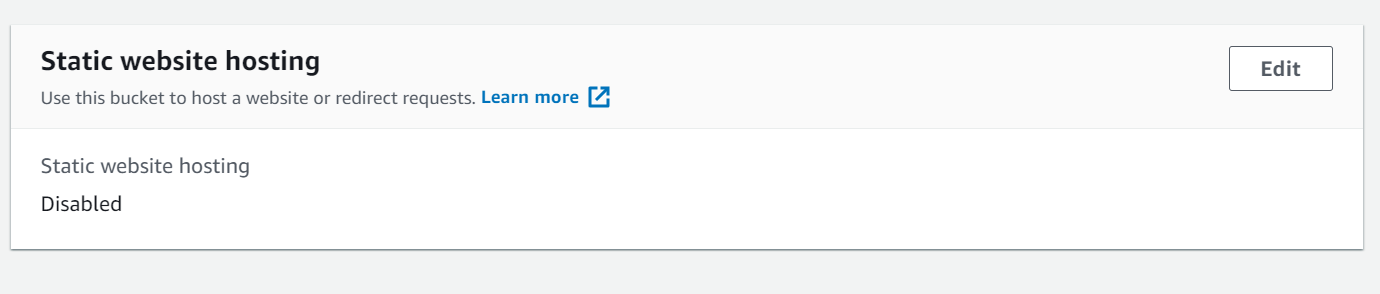 Static website hosting
Edit
Use this bucket to host a website or redirect requests. Learn more
Static website hosting
Disabled